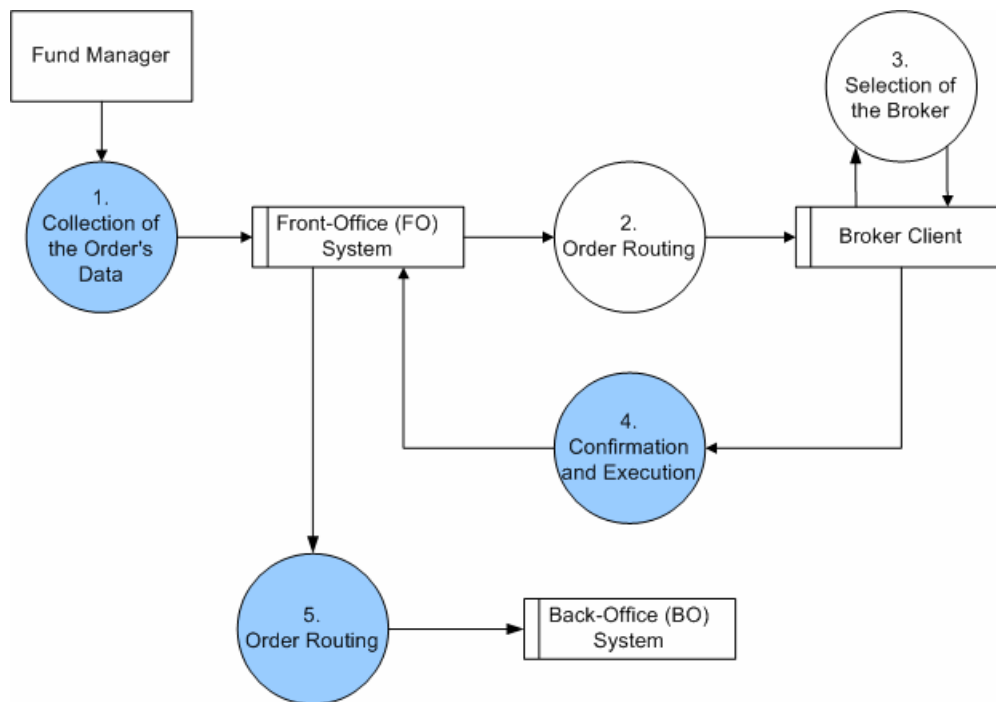 Fund Manager
1.
Collection of
the Order's
Data
Front-Office (FO)
System
2.
Order Routing
3.
Selection of
the Broker
Broker Client
4.
Confirmation
and Execution
5.
Order Routing
Back-Office (BO)
System